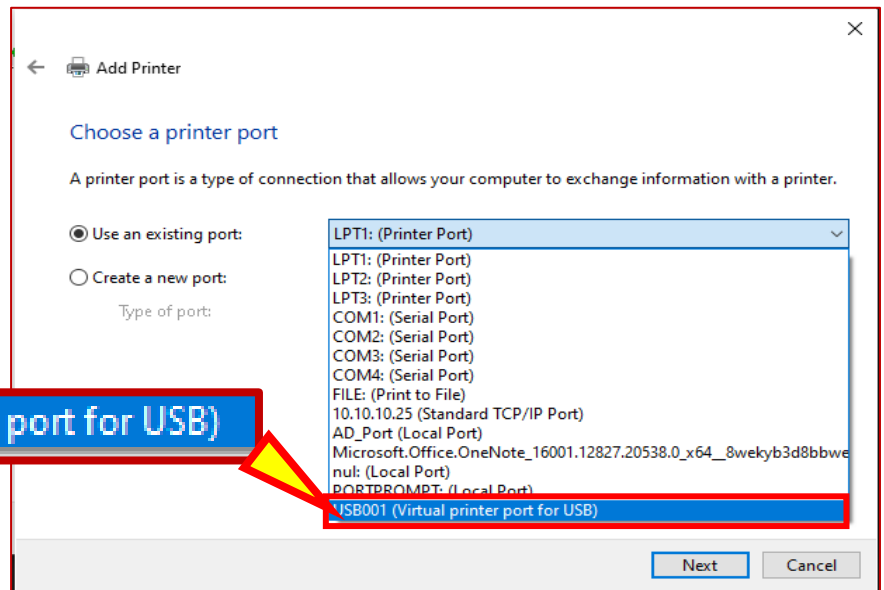 Add Printer
Choose a printer port
A printer port is a type of connection that allows your computer to exchange information with a printer.
Use an existing port:
LPT1: (Printer Port)
Create a new port:
Type of port:
LPT1: (Printer Port)
LPT2: (Printer Port)
LPT3: (Printer Port)
COM1: (Serial Port)
COM2: (Serial Port)
COM3: (Serial Port)
COM4: (Serial Port)
FILE: (Print to File)
10.10.10.25 (Standard TCP/IP Port)
AD_Port (Local Port)
Microsoft.Office.OneNote_16001.12827.20538.0_x64__8wekyb3d8bbwe
nul: (Local Port)
PORTPROMPT: (Local Port)
USB001 (Virtual printer port for USB)
port for USB)
Next
Cancel